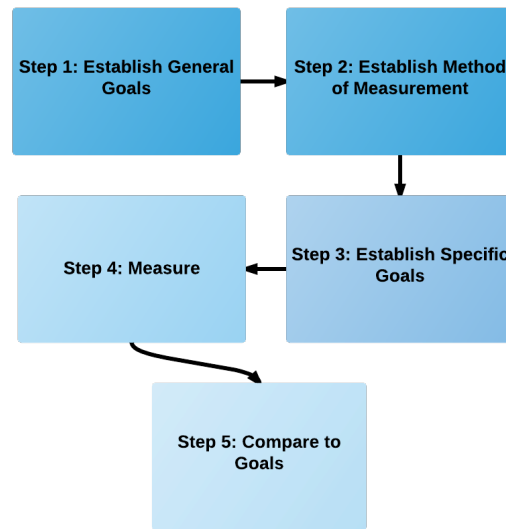 Step 1: Establish General
Goals
Step 2: Establish Method
of Measurement
Step 3: Establish Specific
Goals
Step 4: Measure
Step 5: Compare to
Goals